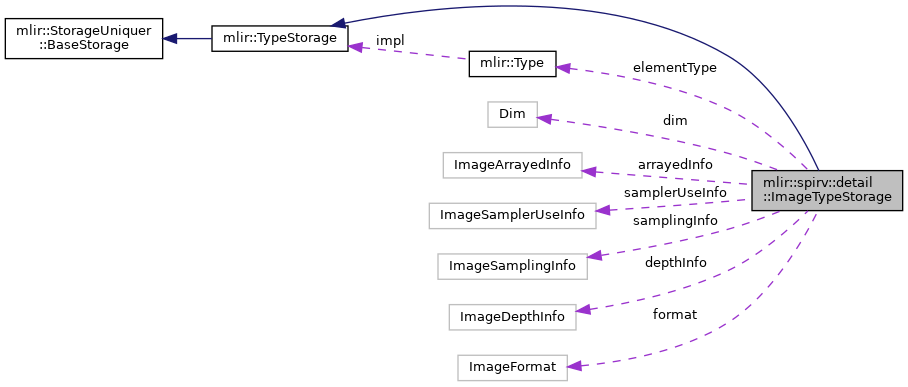 mlir::StorageUniquer
::BaseStorage
mlir::TypeStorage
impl
mlir::Type
elementType
Dim
dim
ImageArrayedInfo
arrayedInfo
mlir::spirv::detail
::ImageTypeStorage
ImageSamplerUseInfo
samplerUseInfo
ImageSamplingInfo
samplingInfo
ImageDepthInfo
depthInfo
ImageFormat
format